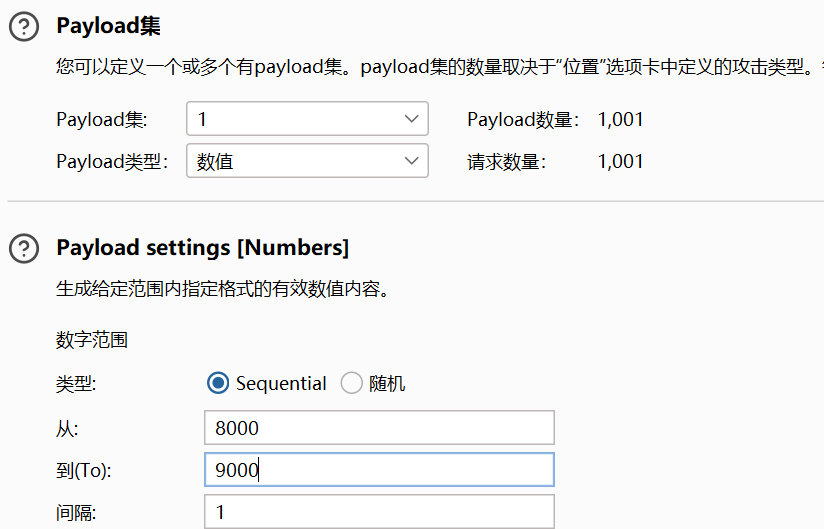 Payload集
您可以定义一个或多个有payload集。payload集的数量取决于“位置”选项卡中定义的攻击类型。
Payload集: 1 Payload数量: 1,001
Payload类型: 数值 请求数量: 1,001
Payload settings [Numbers]
生成给定范围内指定格式的有效数值内容。
数字范围
类型: Sequential 随机
从: 8000
到(To): 9000
间隔: 1